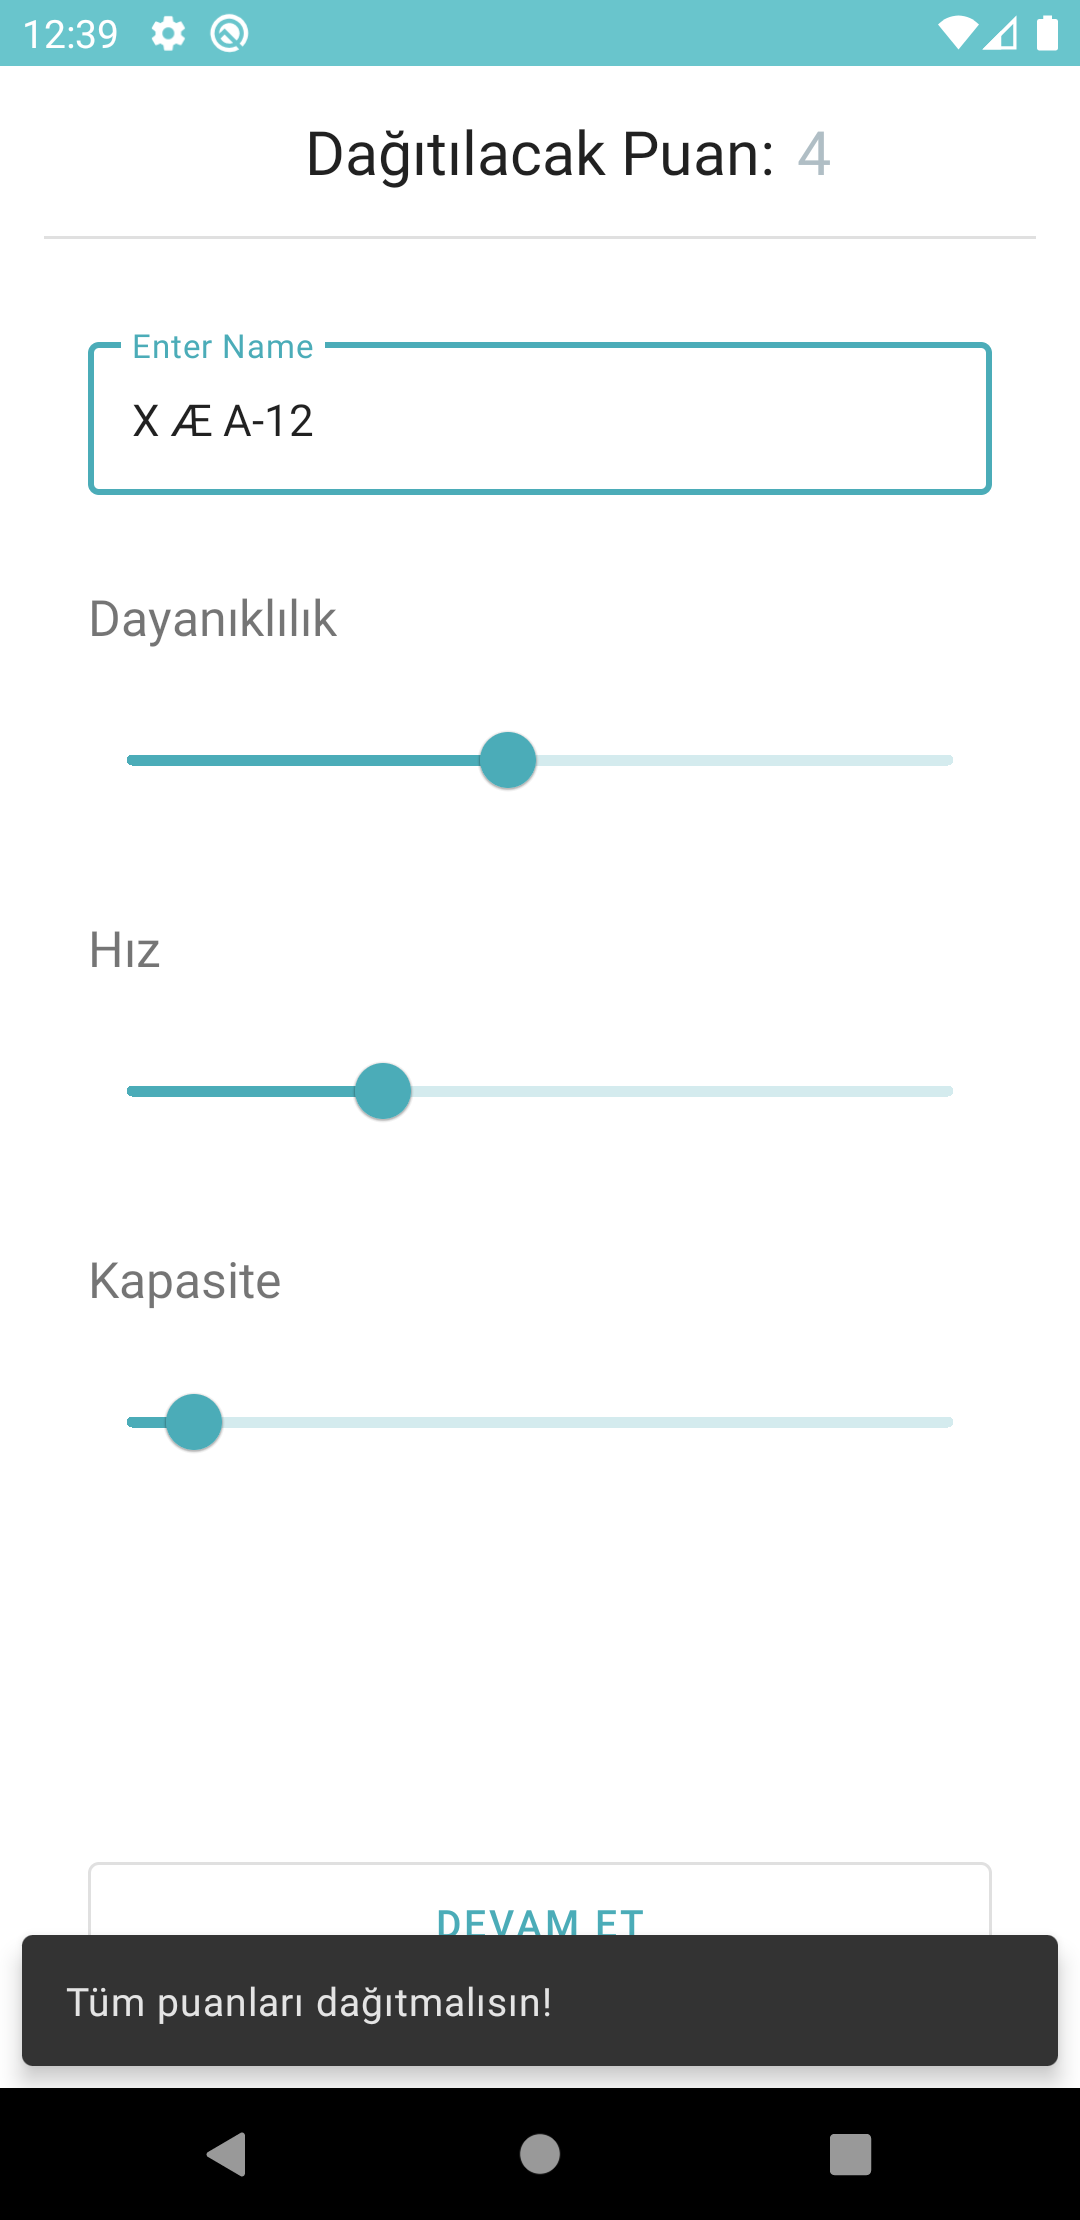 12:39
Dağıtılacak Puan: 4
Enter Name
X Æ A-12
Dayanıklılık
Hız
Kapasite
DEVAM ET
Tüm puanları dağıtmalısın!